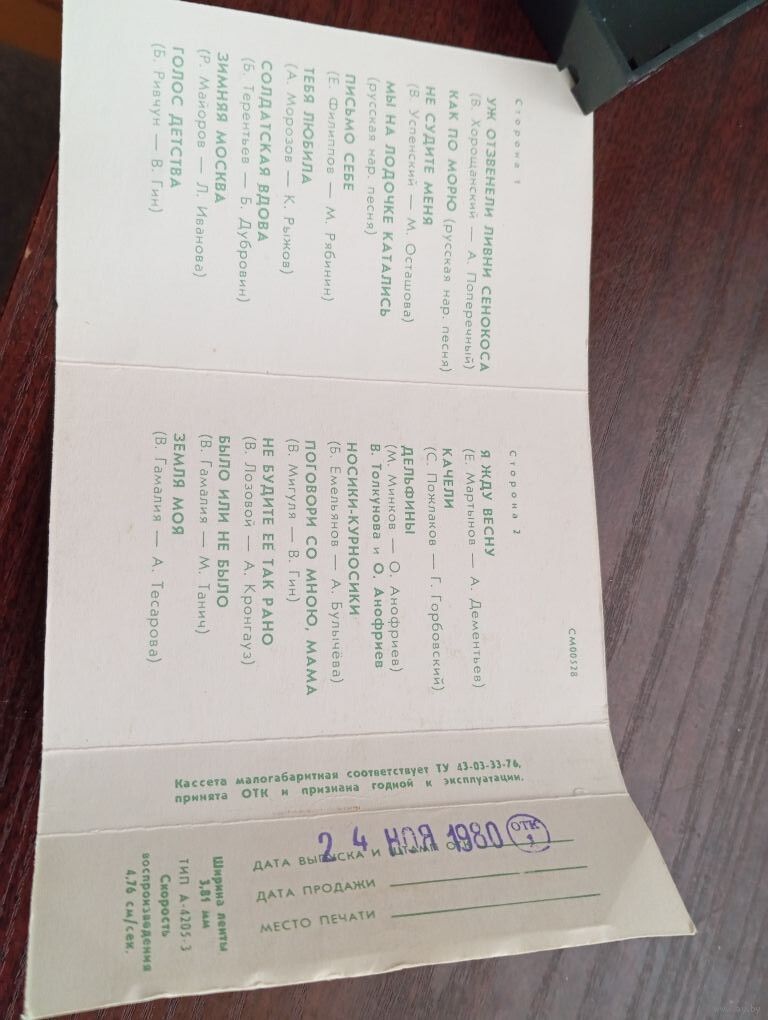 Сторона 1
УЖ ОТЗВЕНЕЛИ ЛИВНИ СЕНОКОСА
(В. Хорощанский — А. Поперечный)
КАК ПО МОРЮ (русская нар. песня)
НЕ СУДИТЕ МЕНЯ
(В. Успенский — М. Осташова)
МЫ НА ЛОДОЧКЕ КАТАЛИСЬ
(русская нар. песня)
ПИСЬМО СЕБЕ
(Е. Филиппов — М. Рябинин)
ТЕБЯ ЛЮБИЛА
(А. Морозов — К. Рыжов)
СОЛДАТСКАЯ ВДОВА
(Б. Терентьев — Б. Дубровин)
ЗИМНЯЯ МОСКВА
(Р. Майоров — Л. Иванова)
ГОЛОС ДЕТСТВА
(Б. Ривчун — В. Гин)
СМ00528
Сторона 2
Я ЖДУ ВЕСНУ
(Е. Мартынов — А. Дементьев)
КАЧЕЛИ
(С. Пожлаков — Г. Горбовский)
ДЕЛЬФИНЫ
(М. Минков — О. Анофриев)
В. Толкунова и О. Анофриев
НОСИКИ-КУРНОСИКИ
(Б. Емельянов — А. Булычёва)
ПОГОВОРИ СО МНОЮ, МАМА
(В. Мигуля — В. Гин)
НЕ БУДИТЕ ЕЕ ТАК РАНО
(В. Лозовой — А. Кронгауз)
БЫЛО ИЛИ НЕ БЫЛО
(В. Гамалия — М. Танич)
ЗЕМЛЯ МОЯ
(В. Гамалия — А. Тесарова)
Кассета малогабаритная соответствует ТУ 43-03-33-76,
принята ОТК и признана годной к эксплуатации.
24 НОЯ 1980
ОТК
1
ДАТА ВЫПУСКА И ШТАМП ОТК
ДАТА ПРОДАЖИ
МЕСТО ПЕЧАТИ
Ширина ленты
3,81 мм
ТИП А-4205-3
Скорость
воспроизведения
4,76 см/сек.